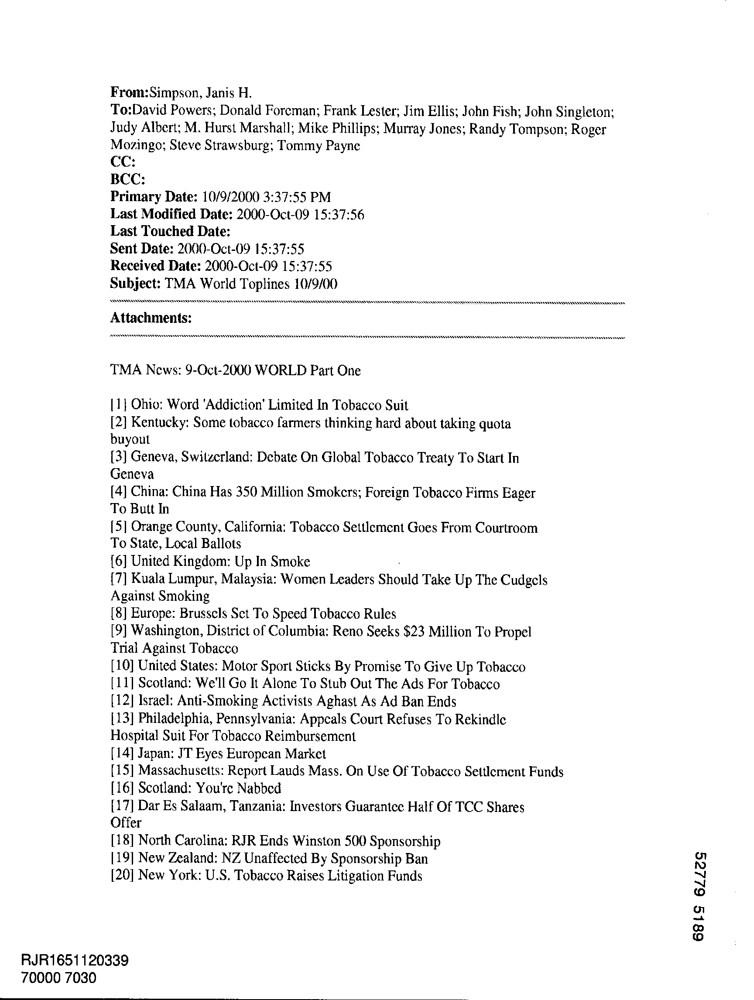 From:Simpson, Janis H.
To:David Powers; Donald Foreman; Frank Lester; Jim Ellis; John Fish; John Singleton;
Judy Albert; M. Hurst Marshall; Mike Phillips; Murray Jones; Randy Tompson; Roger
Mozingo; Steve Strawsburg; Tommy Payne
CC:
BCC:
Primary Date: 10/9/2000 3:37:55 PM
Last Modified Date: 2000-Oct-09 15:37:56
Last Touched Date:
Sent Date: 2000-Oct-09 15:37:55
Received Date: 2000-Oct-09 15:37:55
Subject: TMA World Toplines 10/9/00
Attachments:
TMA News: 9-Oct-2000 WORLD Part One
[1] Ohio: Word 'Addiction' Limited In Tobacco Suit
[2] Kentucky: Some tobacco farmers thinking hard about taking quota
buyout
[3] Geneva, Switzerland: Debate On Global Tobacco Treaty To Start In
Geneva
[4] China: China Has 350 Million Smokers; Foreign Tobacco Firms Eager
To Butt In
[5] Orange County, California: Tobacco Settlement Goes From Courtroom
To State, Local Ballots
[6] United Kingdom: Up In Smoke
[7] Kuala Lumpur, Malaysia: Women Leaders Should Take Up The Cudgels
Against Smoking
[8] Europe: Brussels Set To Speed Tobacco Rules
[9] Washington, District of Columbia: Reno Seeks $23 Million To Propel
Trial Against Tobacco
[10] United States: Motor Sport Sticks By Promise To Give Up Tobacco
[11] Scotland: We'll Go It Alone To Stub Out The Ads For Tobacco
[12] Israel: Anti-Smoking Activists Aghast As Ad Ban Ends
[13] Philadelphia, Pennsylvania: Appeals Court Refuses To Rekindle
Hospital Suit For Tobacco Reimbursement
[14] Japan: JT Eyes European Market
[15] Massachusetts: Report Lauds Mass. On Use Of Tobacco Settlement Funds
[16] Scotland: You're Nabbed
[17] Dar Es Salaam, Tanzania: Investors Guarantee Half Of TCC Shares
Offer
[18] North Carolina: RJR Ends Winston 500 Sponsorship
[19] New Zealand: NZ Unaffected By Sponsorship Ban
[20] New York: U.S. Tobacco Raises Litigation Funds
52779 5189
RJR1651120339
70000 7030